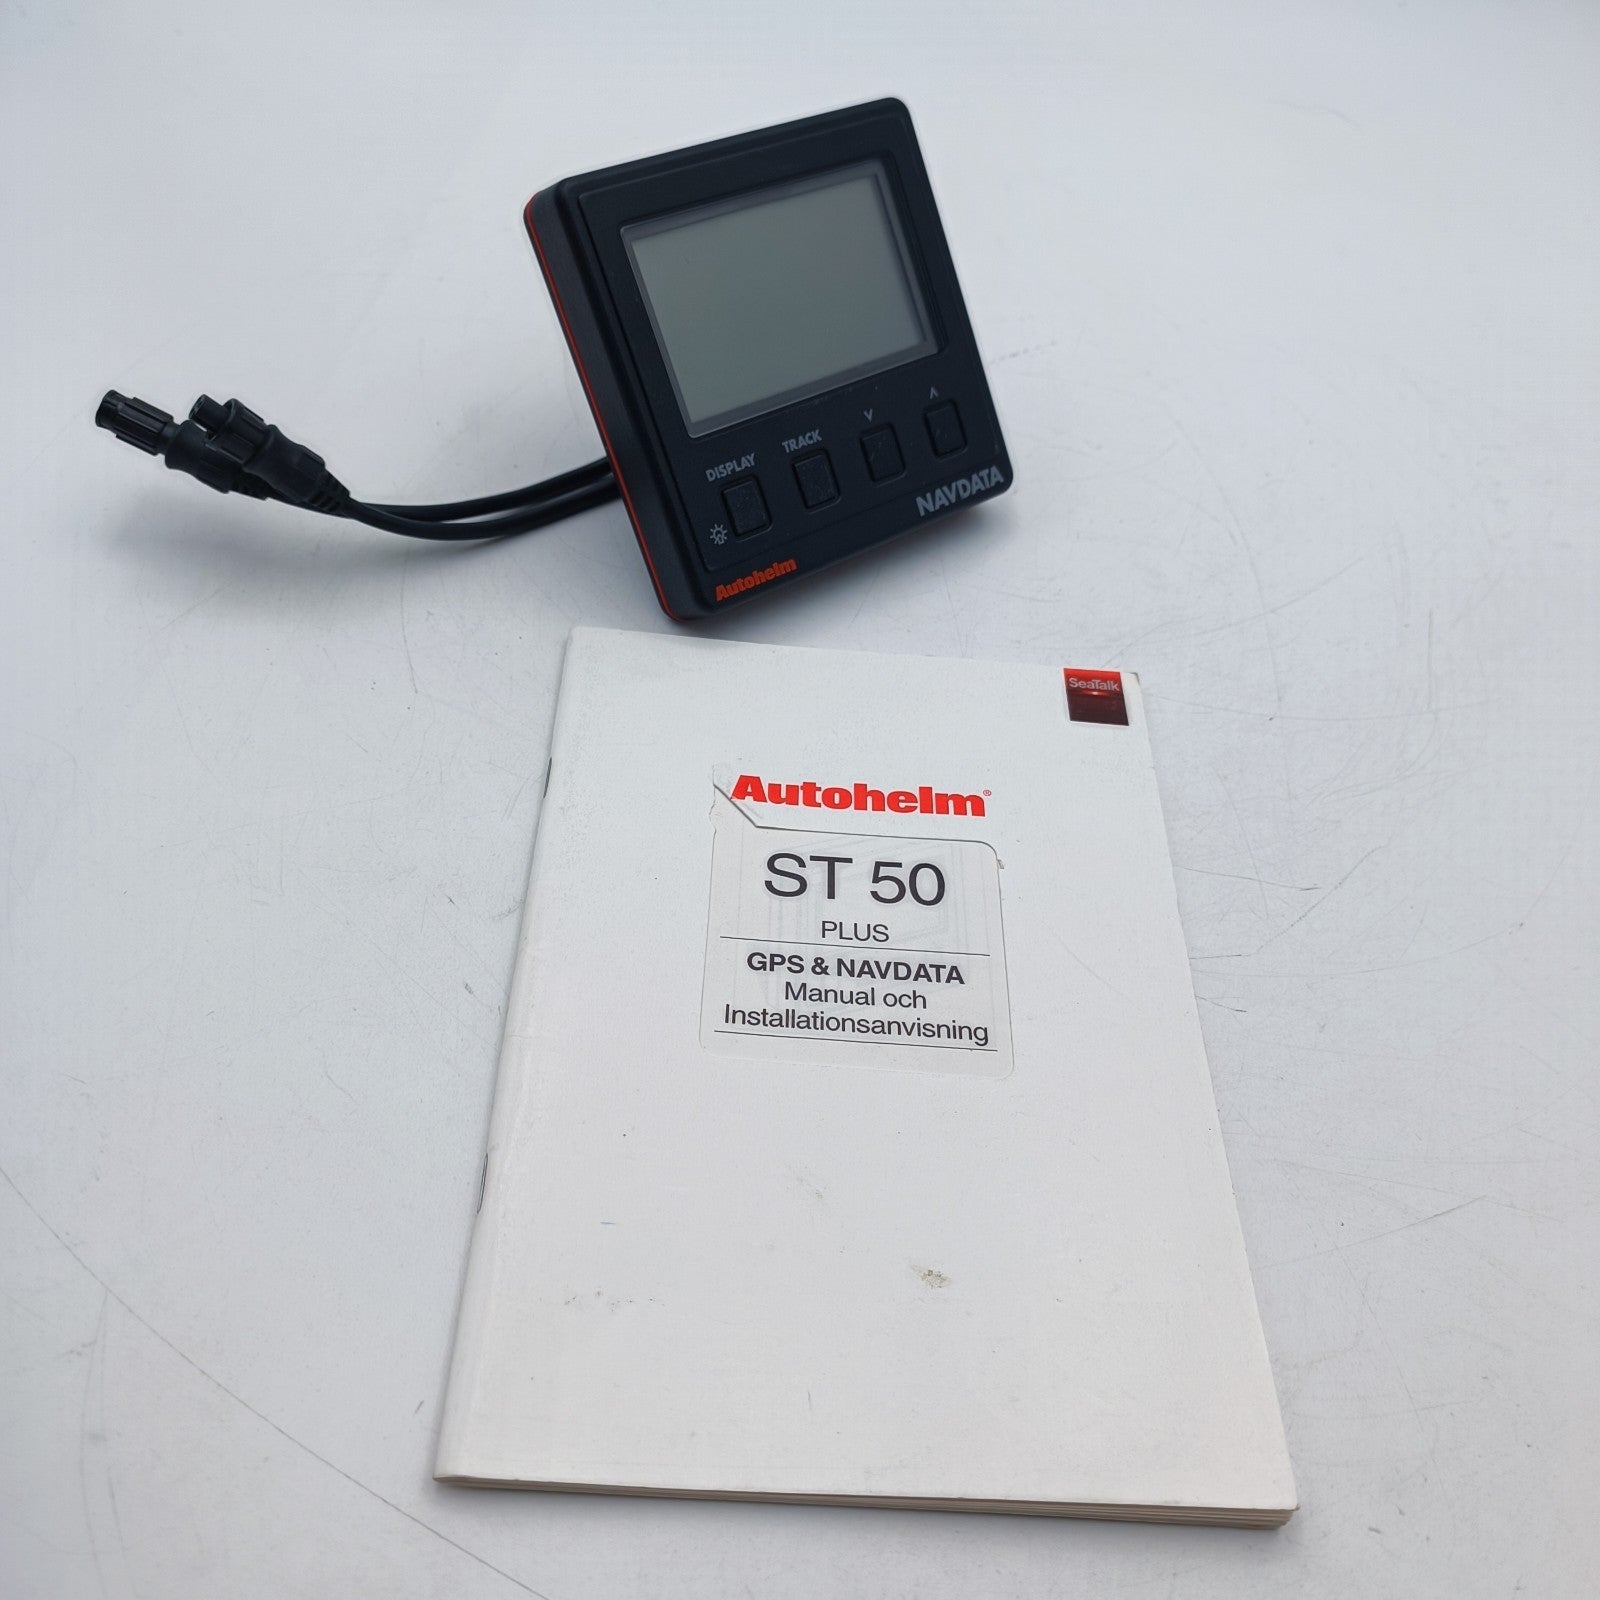 DISPLAY
TRACK
NAVDATA
Autohelm
SeaTalk
Autohelm®
ST 50
PLUS
GPS & NAVDATA
Manual och
Installationsanvisning